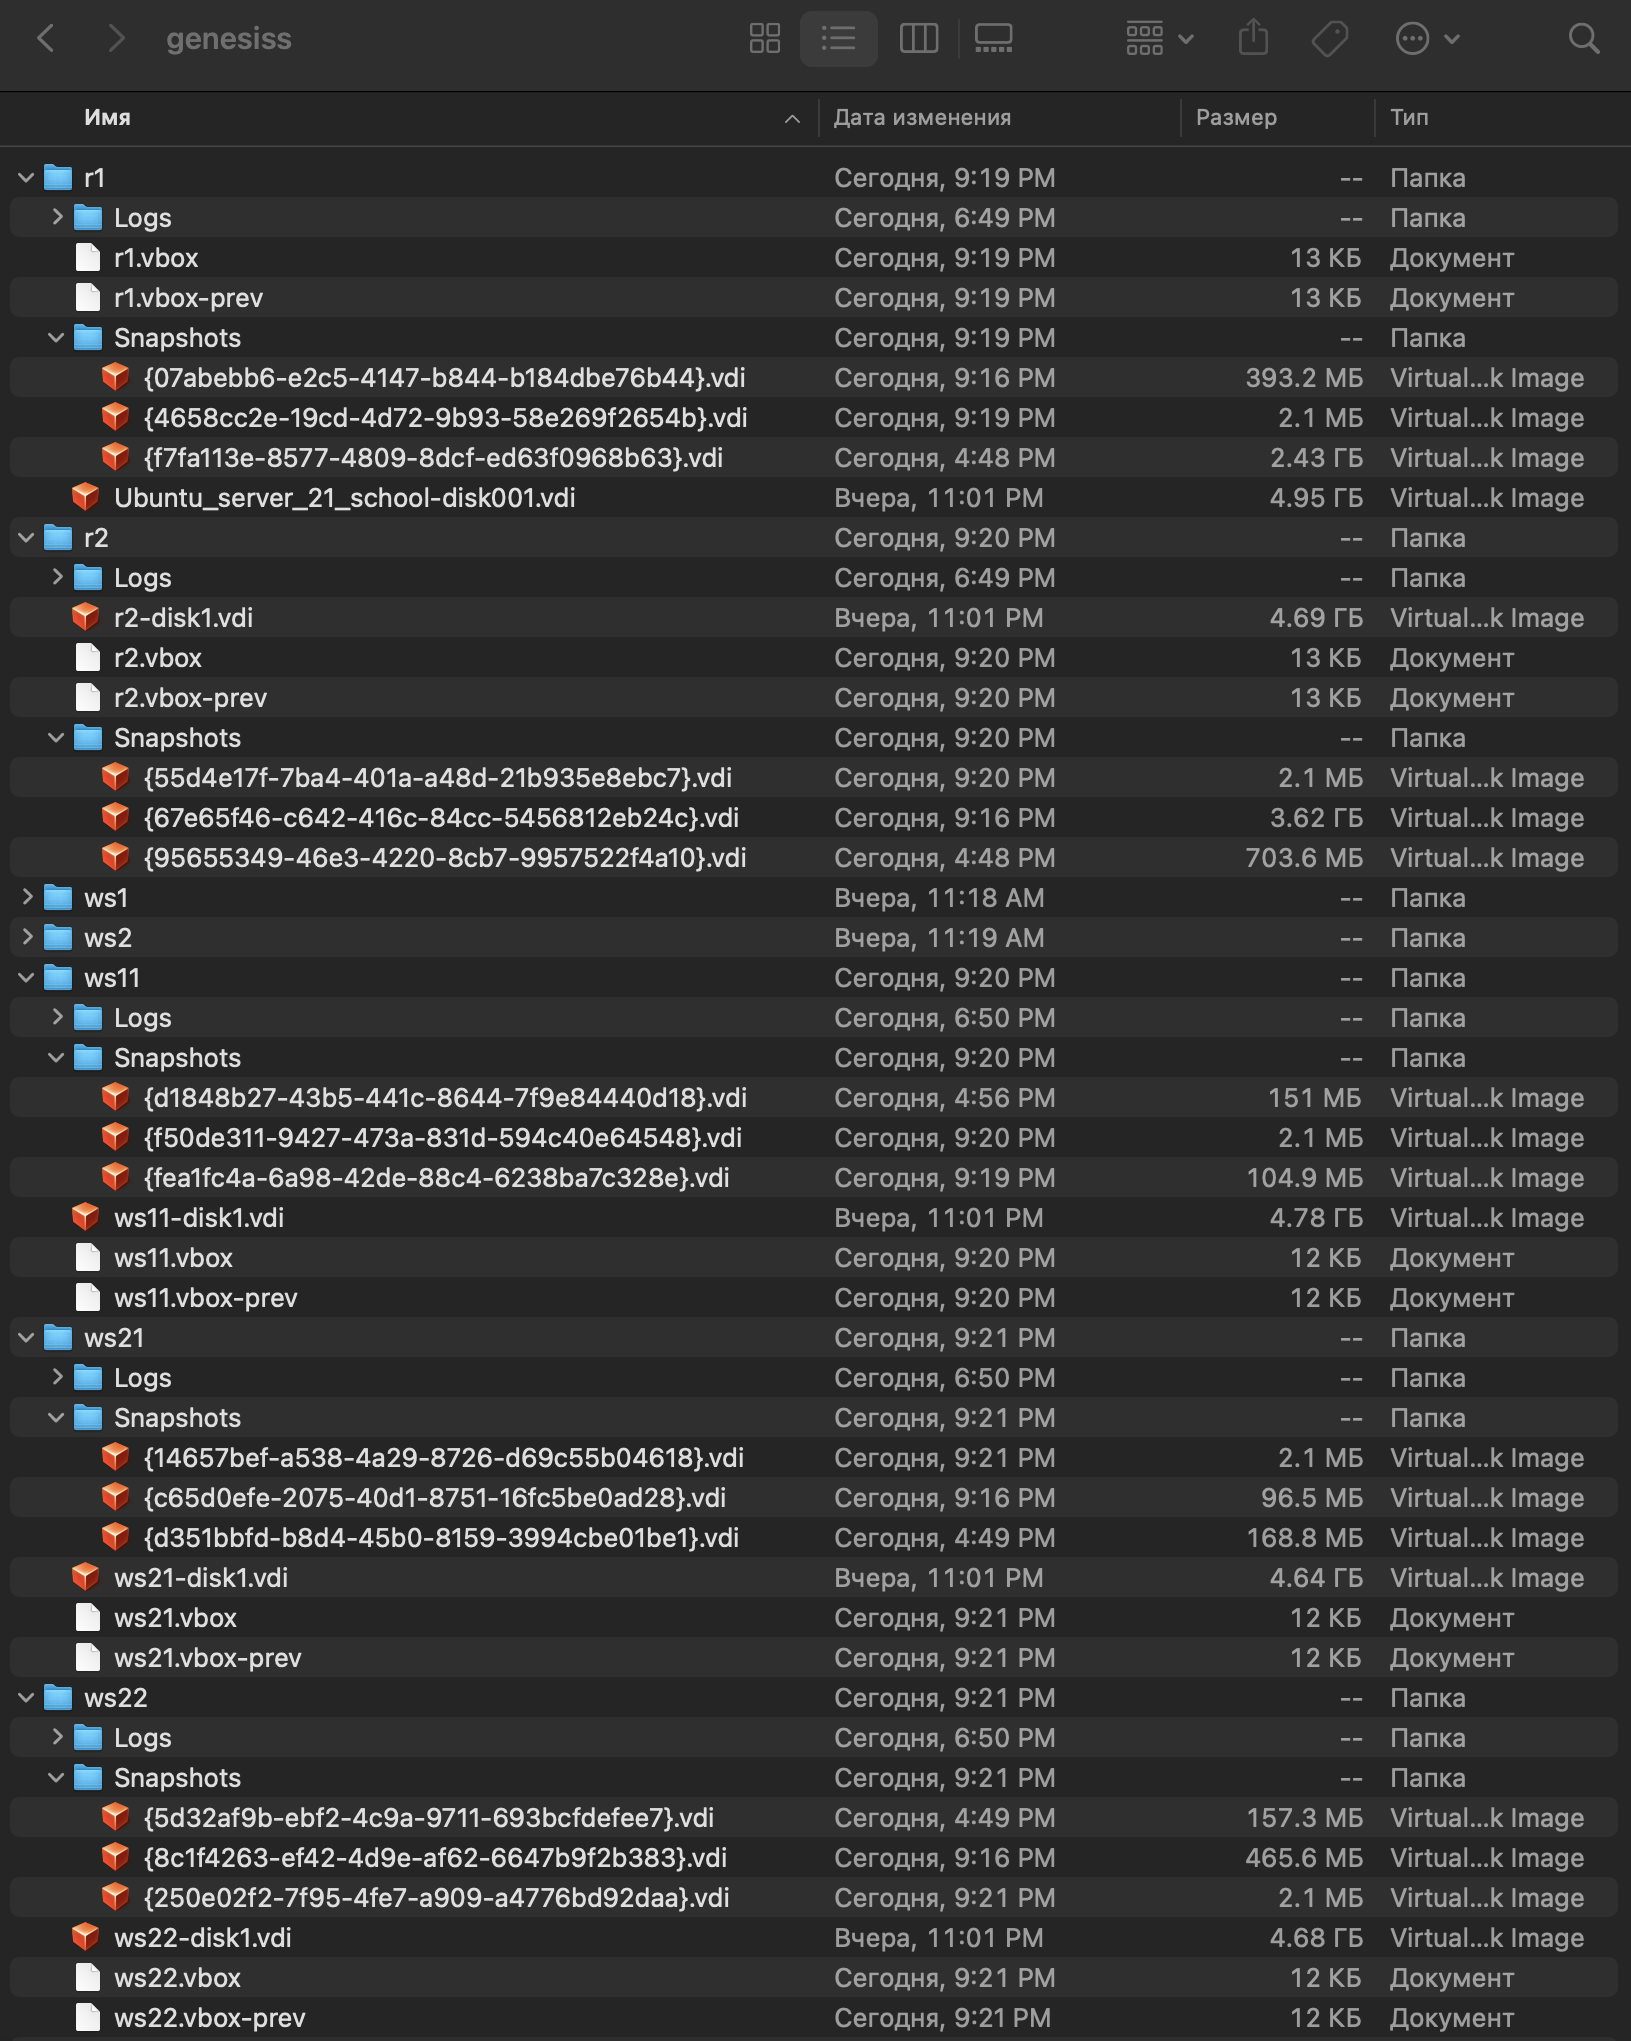 genesiss
Имя Дата изменения Размер Тип
r1 Сегодня, 9:19 PM -- Папка
Logs Сегодня, 6:49 PM -- Папка
r1.vbox Сегодня, 9:19 PM 13 КБ Документ
r1.vbox-prev Сегодня, 9:19 PM 13 КБ Документ
Snapshots Сегодня, 9:19 PM -- Папка
{07abebb6-e2c5-4147-b844-b184dbe76b44}.vdi Сегодня, 9:16 PM 393.2 МБ Virtual...k Image
{4658cc2e-19cd-4d72-9b93-58e269f2654b}.vdi Сегодня, 9:19 PM 2.1 МБ Virtual...k Image
{f7fa113e-8577-4809-8dcf-ed63f0968b63}.vdi Сегодня, 4:48 PM 2.43 ГБ Virtual...k Image
Ubuntu_server_21_school-disk001.vdi Вчера, 11:01 PM 4.95 ГБ Virtual...k Image
r2 Сегодня, 9:20 PM -- Папка
Logs Сегодня, 6:49 PM -- Папка
r2-disk1.vdi Вчера, 11:01 PM 4.69 ГБ Virtual...k Image
r2.vbox Сегодня, 9:20 PM 13 КБ Документ
r2.vbox-prev Сегодня, 9:20 PM 13 КБ Документ
Snapshots Сегодня, 9:20 PM -- Папка
{55d4e17f-7ba4-401a-a48d-21b935e8ebc7}.vdi Сегодня, 9:20 PM 2.1 МБ Virtual...k Image
{67e65f46-c642-416c-84cc-5456812eb24c}.vdi Сегодня, 9:16 PM 3.62 ГБ Virtual...k Image
{95655349-46e3-4220-8cb7-9957522f4a10}.vdi Сегодня, 4:48 PM 703.6 МБ Virtual...k Image
ws1 Вчера, 11:18 AM -- Папка
ws2 Вчера, 11:19 AM -- Папка
ws11 Сегодня, 9:20 PM -- Папка
Logs Сегодня, 6:50 PM -- Папка
Snapshots Сегодня, 9:20 PM -- Папка
{d1848b27-43b5-441c-8644-7f9e84440d18}.vdi Сегодня, 4:56 PM 151 МБ Virtual...k Image
{f50de311-9427-473a-831d-594c40e64548}.vdi Сегодня, 9:20 PM 2.1 МБ Virtual...k Image
{fea1fc4a-6a98-42de-88c4-6238ba7c328e}.vdi Сегодня, 9:19 PM 104.9 МБ Virtual...k Image
ws11-disk1.vdi Вчера, 11:01 PM 4.78 ГБ Virtual...k Image
ws11.vbox Сегодня, 9:20 PM 12 КБ Документ
ws11.vbox-prev Сегодня, 9:20 PM 12 КБ Документ
ws21 Сегодня, 9:21 PM -- Папка
Logs Сегодня, 6:50 PM -- Папка
Snapshots Сегодня, 9:21 PM -- Папка
{14657bef-a538-4a29-8726-d69c55b04618}.vdi Сегодня, 9:21 PM 2.1 МБ Virtual...k Image
{c65d0efe-2075-40d1-8751-16fc5be0ad28}.vdi Сегодня, 9:16 PM 96.5 МБ Virtual...k Image
{d351bbfd-b8d4-45b0-8159-3994cbe01be1}.vdi Сегодня, 4:49 PM 168.8 МБ Virtual...k Image
ws21-disk1.vdi Вчера, 11:01 PM 4.64 ГБ Virtual...k Image
ws21.vbox Сегодня, 9:21 PM 12 КБ Документ
ws21.vbox-prev Сегодня, 9:21 PM 12 КБ Документ
ws22 Сегодня, 9:21 PM -- Папка
Logs Сегодня, 6:50 PM -- Папка
Snapshots Сегодня, 9:21 PM -- Папка
{5d32af9b-ebf2-4c9a-9711-693bcfdefee7}.vdi Сегодня, 4:49 PM 157.3 МБ Virtual...k Image
{8c1f4263-ef42-4d9e-af62-6647b9f2b383}.vdi Сегодня, 9:16 PM 465.6 МБ Virtual...k Image
{250e02f2-7f95-4fe7-a909-a4776bd92daa}.vdi Сегодня, 9:21 PM 2.1 МБ Virtual...k Image
ws22-disk1.vdi Вчера, 11:01 PM 4.68 ГБ Virtual...k Image
ws22.vbox Сегодня, 9:21 PM 12 КБ Документ
ws22.vbox-prev Сегодня, 9:21 PM 12 КБ Документ